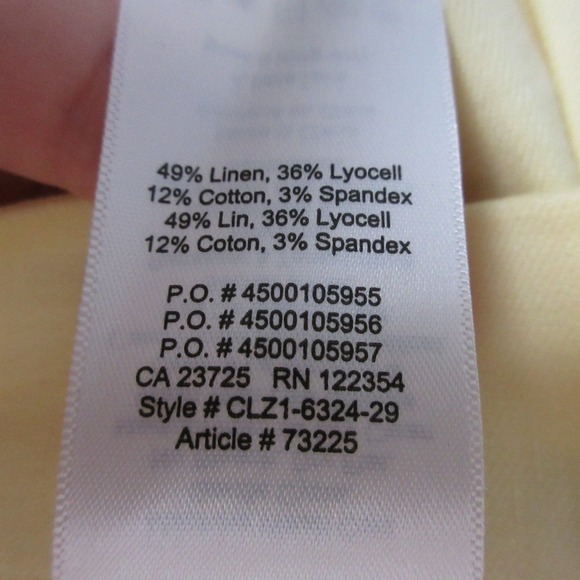 49% Linen, 36% Lyocell
12% Cotton, 3% Spandex
49% Lin, 36% Lyocell
12% Coton, 3% Spandex
P.O. # 4500105955
P.O. # 4500105956
P.O. # 4500105957
CA 23725 RN 122354
Style # CLZ1-6324-29
Article # 73225